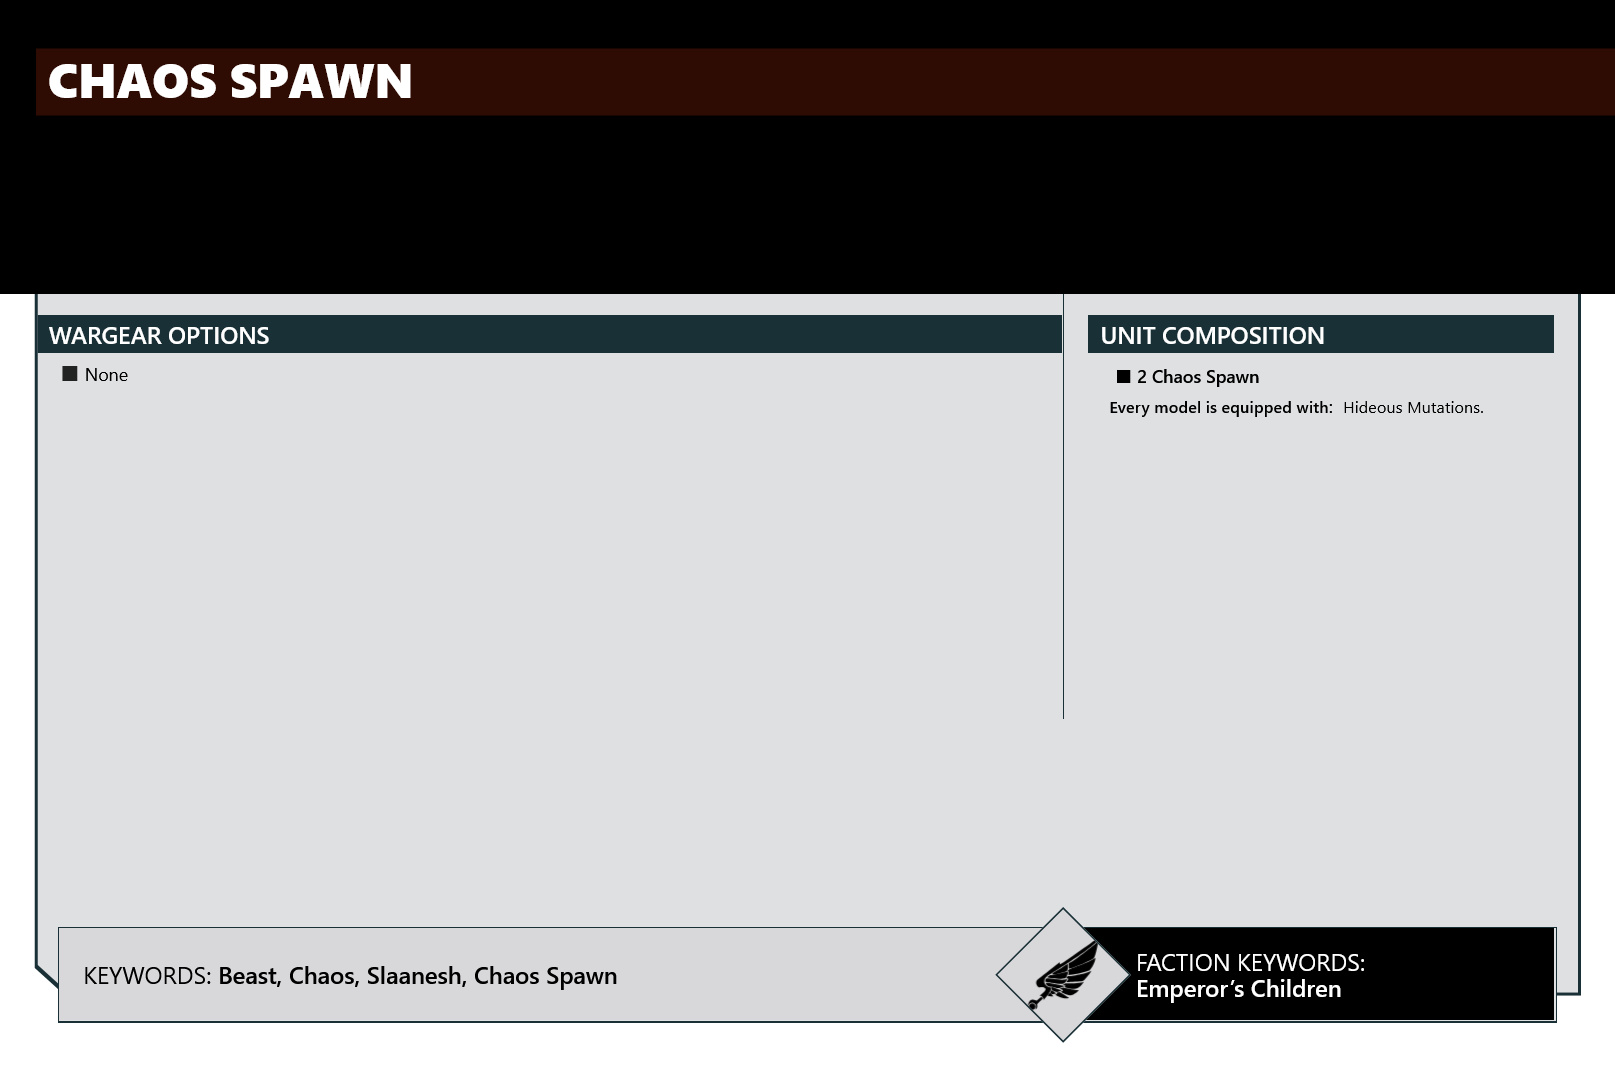 CHAOS SPAWN
WARGEAR OPTIONS
■ None
UNIT COMPOSITION
■ 2 Chaos Spawn
Every model is equipped with: Hideous Mutations.
KEYWORDS: Beast, Chaos, Slaanesh, Chaos Spawn
FACTION KEYWORDS:
Emperor’s Children